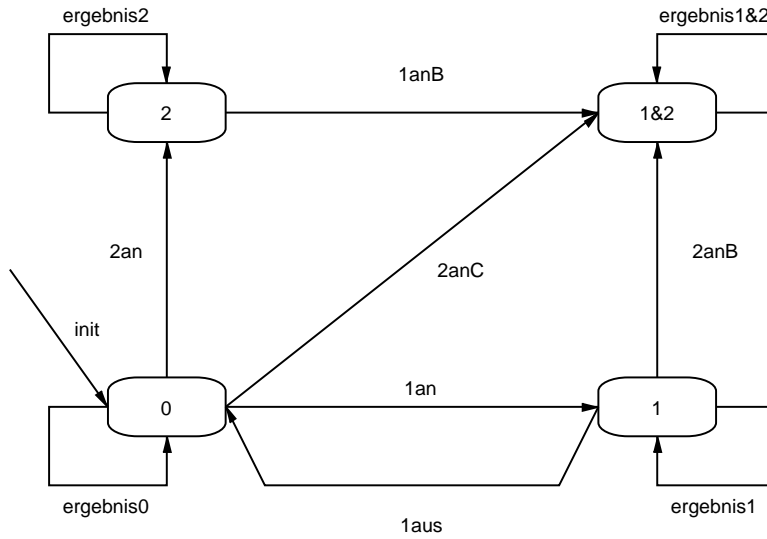 ergebnis2
ergebnis1&2
1anB
2
1&2
2an
2anC
2anB
init
1an
0
1
ergebnis0
ergebnis1
1aus